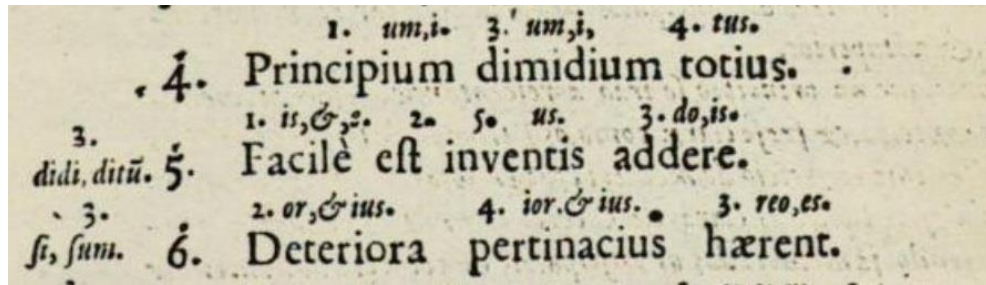 1. um,i. 3. um,i, 4. tus.
4. Principium dimidium totius.
1. is,&,e. 2. 5. us. 3. do,is.
3.
didi, ditū. 5. Facilè eſt inventis addere.
3. 2. or,& ius. 4. ior.& ius. 3. reo,es.
ſi, ſum. 6. Deteriora pertinacius hærent.